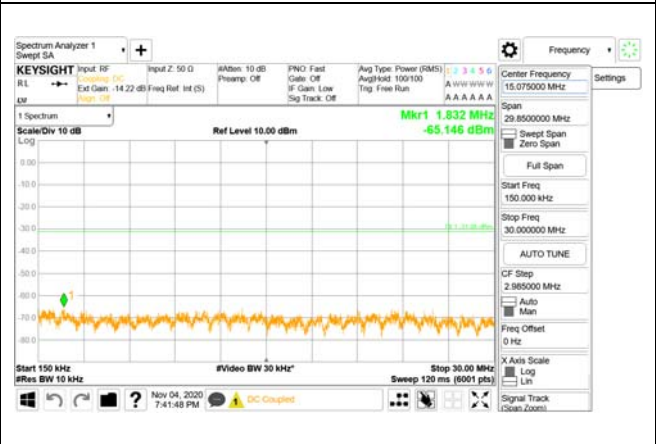 Spectrum Analyzer 1
Swept SA
Frequency
KEYSIGHT
RL
Input: RF
Coupling: DC
Ext Gain: -14.22 dB
Align: Off
Input Z: 50 Ω
Freq Ref: Int (S)
#Atten: 10 dB
Preamp: Off
PNO: Fast
Gate: Off
IF Gain: Low
Sig Track: Off
Avg Type: Power (RMS)
Avg|Hold: 100/100
Trig: Free Run
1 2 3 4 5 6
A W W W W W
A A A A A A
1 Spectrum
Scale/Div 10 dB
Log
Ref Level 10.00 dBm
Mkr1 1.832 MHz
-65.146 dBm
0.00
-10.0
-20.0
-30.0
-40.0
-50.0
-60.0
-70.0
-80.0
1
Start 150 kHz
#Res BW 10 kHz
#Video BW 30 kHz*
Stop 30.00 MHz
Sweep 120 ms (6001 pts)
Nov 04, 2020
7:41:48 PM
1
DC Coupled
Center Frequency
15.075000 MHz
Settings
Span
29.8500000 MHz
Swept Span
Zero Span
Full Span
Start Freq
150.000 kHz
Stop Freq
30.000000 MHz
AUTO TUNE
CF Step
2.985000 MHz
Auto
Man
Freq Offset
0 Hz
X Axis Scale
Log
Lin
Signal Track
(Span Zoom)